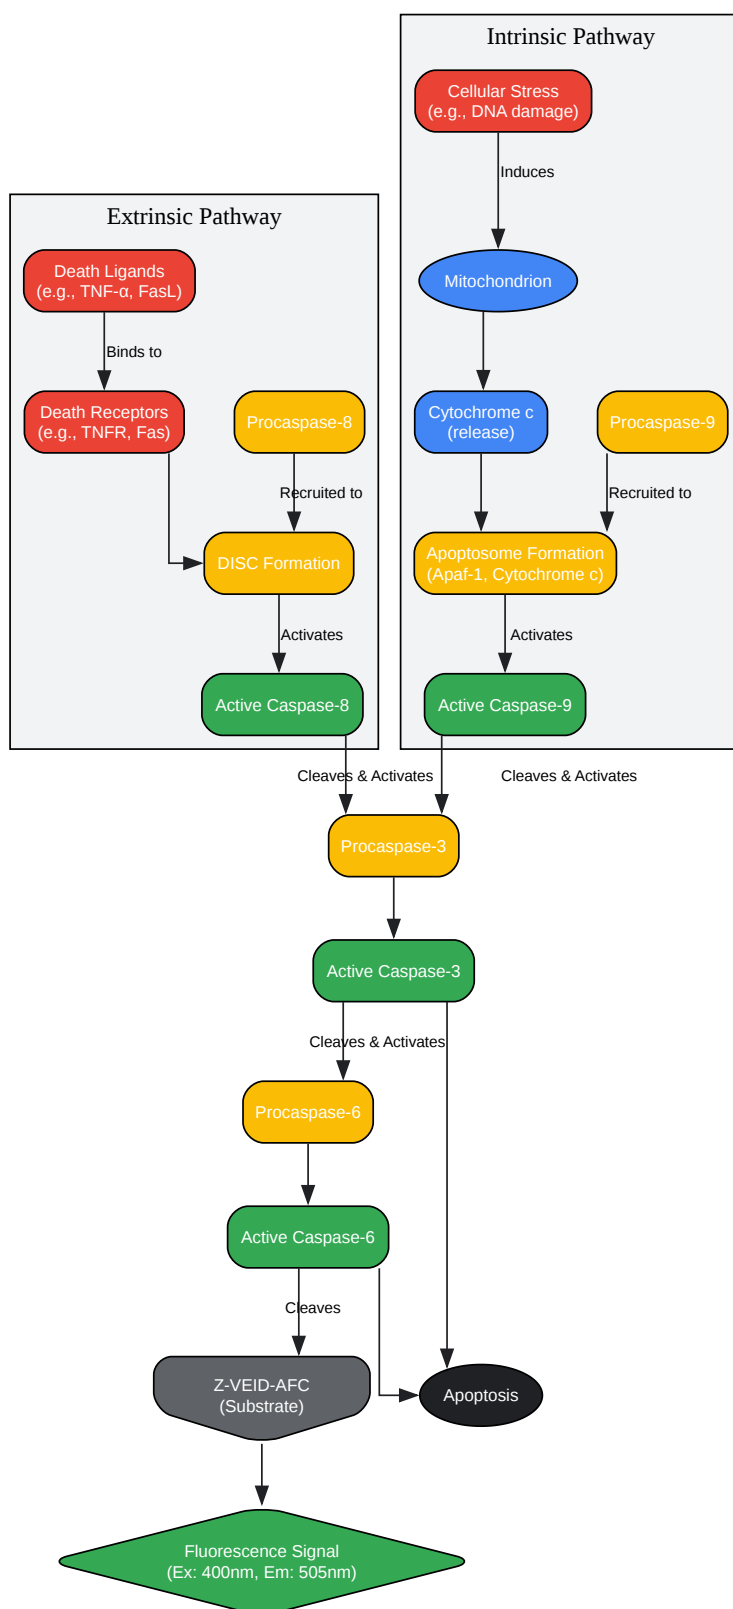 Intrinsic Pathway
Cellular Stress
(e.g., DNA damage)
Induces
Extrinsic Pathway
Death Ligands
(e.g., TNF-α, FasL)
Mitochondrion
Binds to
Death Receptors
(e.g., TNFR, Fas)
Procaspase-8
Cytochrome c
(release)
Procaspase-9
Recruited to
Recruited to
DISC Formation
Apoptosome Formation
(Apaf-1, Cytochrome c)
Activates
Activates
Active Caspase-8
Active Caspase-9
Cleaves & Activates
Cleaves & Activates
Procaspase-3
Active Caspase-3
Cleaves & Activates
Procaspase-6
Active Caspase-6
Cleaves
Z-VEID-AFC
(Substrate)
Apoptosis
Fluorescence Signal
(Ex: 400nm, Em: 505nm)